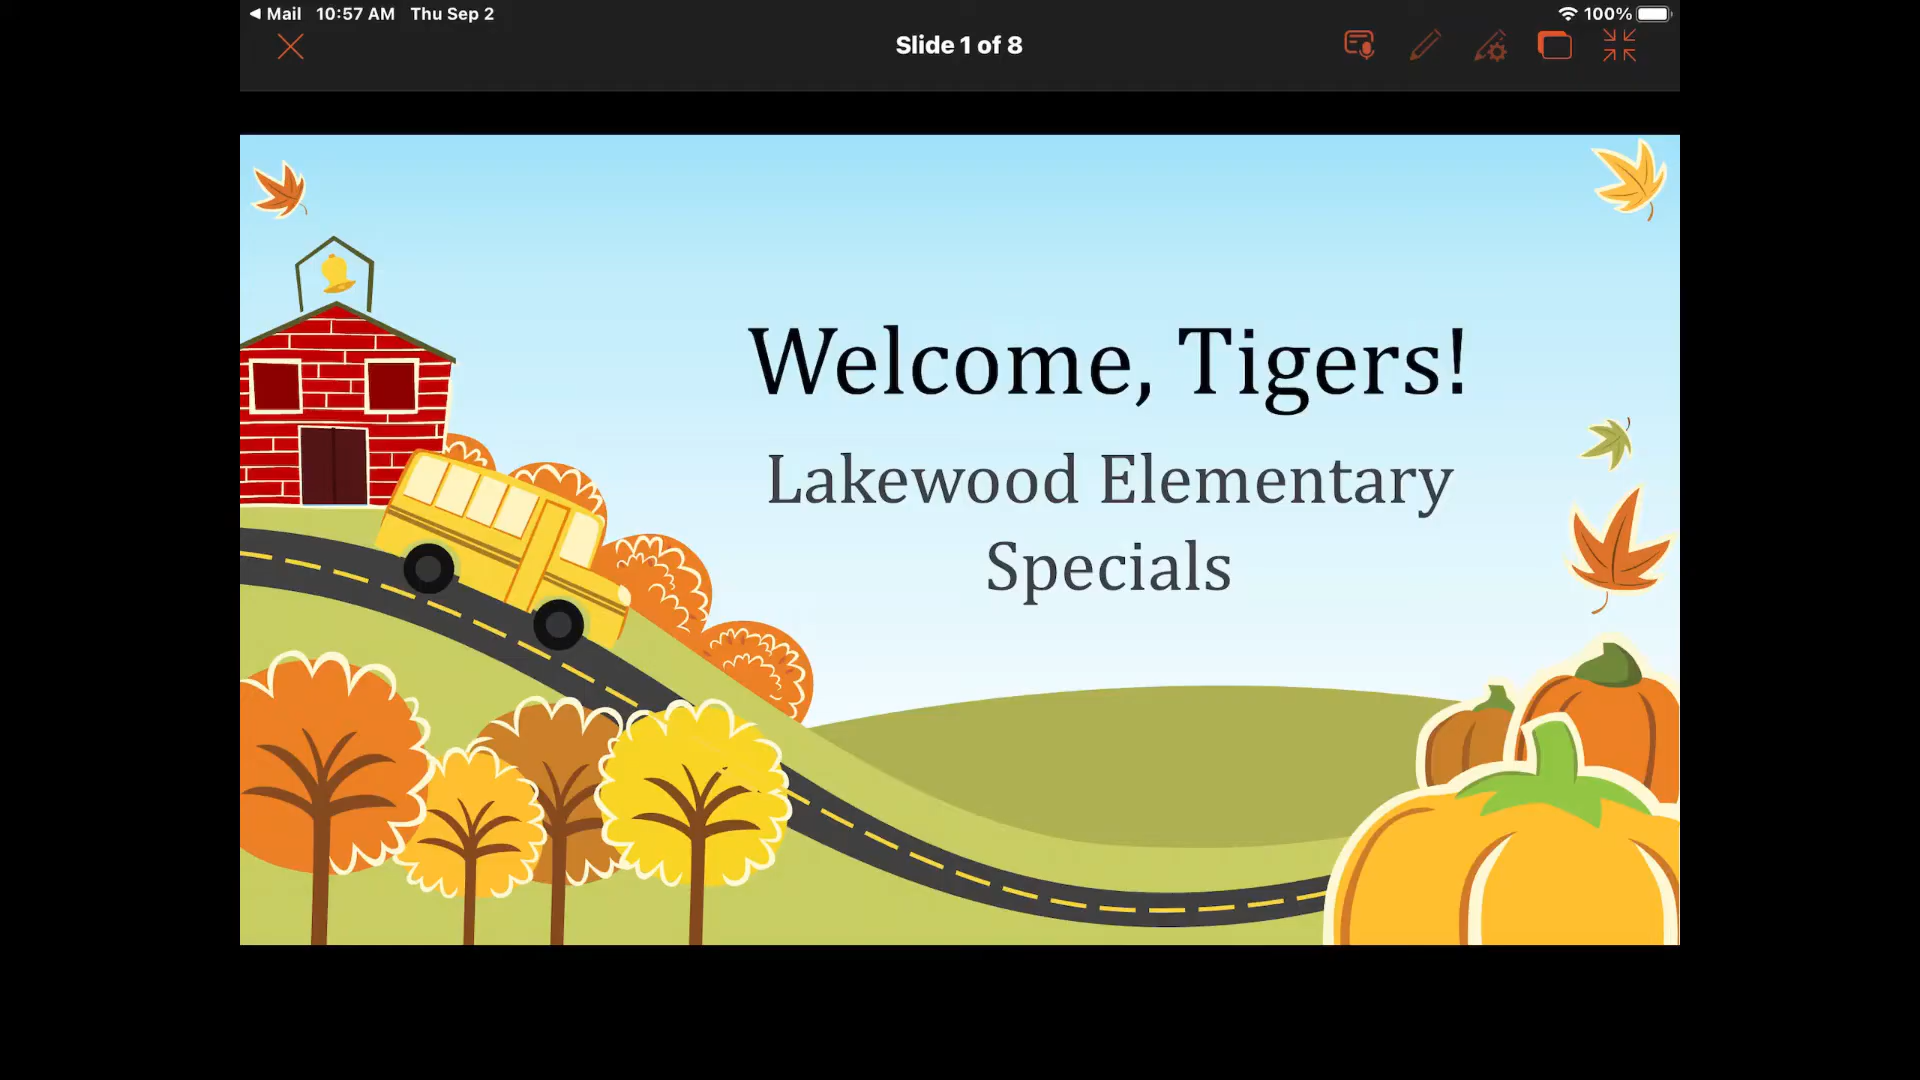 Mail 10:57 AM Thu Sep 2
100%
Slide 1 of 8
Welcome, Tigers!
Lakewood Elementary
Specials